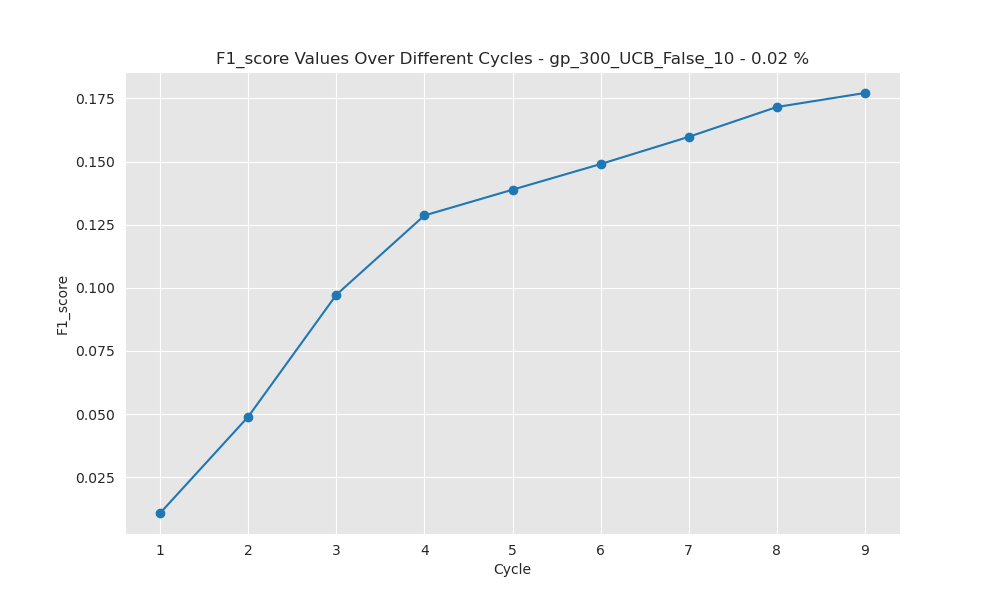 F1_score Values Over Different Cycles - gp_300_UCB_False_10 - 0.02 %
0.175
0.150
0.125
0.100
0.075
0.050
0.025
F1_score
1 2 3 4 5 6 7 8 9
Cycle